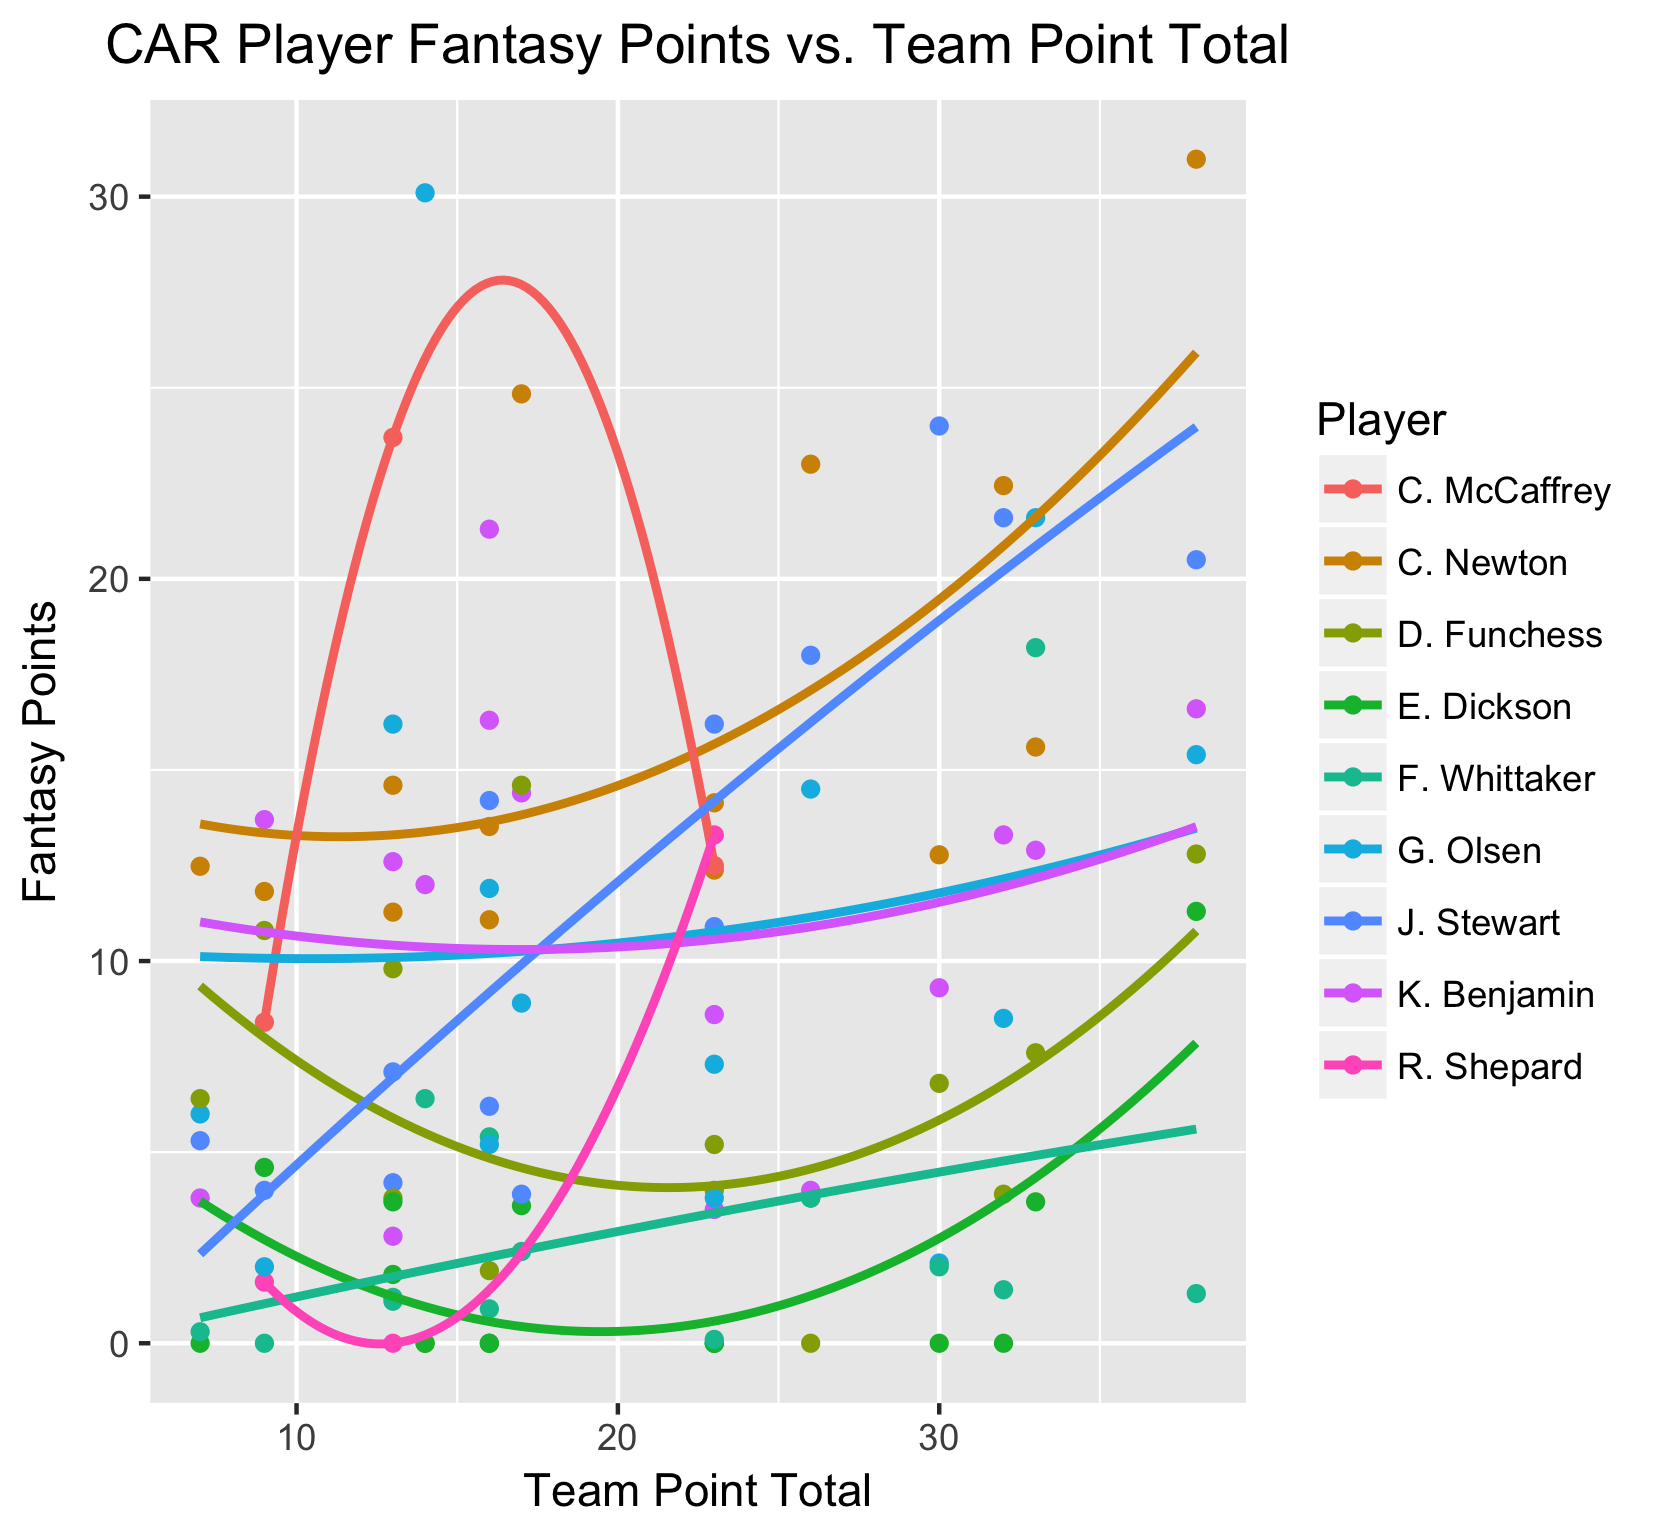 CAR Player Fantasy Points vs. Team Point Total
30
20
10
0
Fantasy Points
10
20
30
Team Point Total
Player
C. McCaffrey
C. Newton
D. Funchess
E. Dickson
F. Whittaker
G. Olsen
J. Stewart
K. Benjamin
R. Shepard